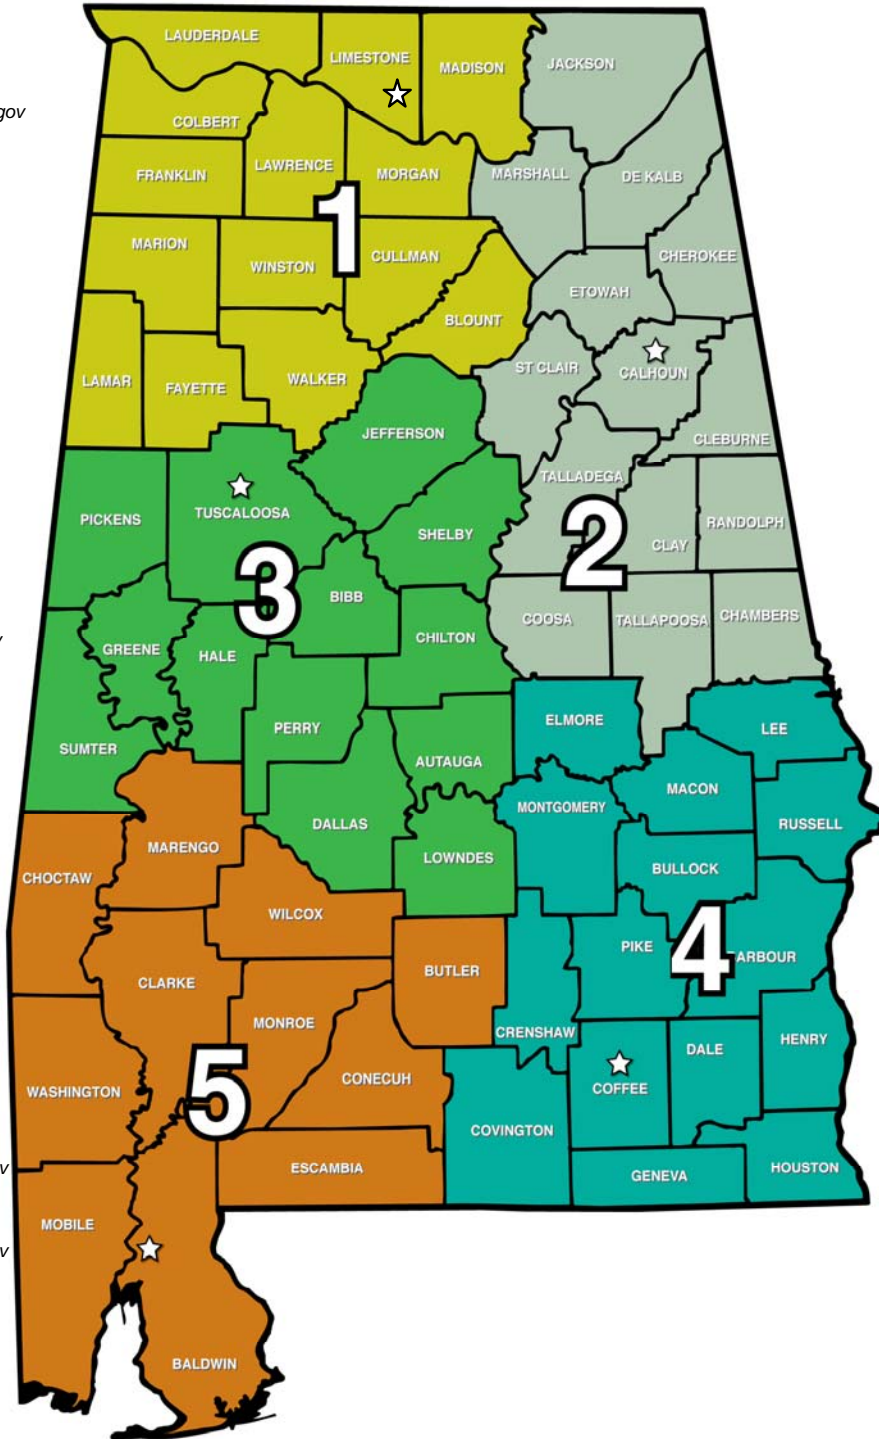 LAUDERDALE
LIMESTONE
MADISON
JACKSON
gov
COLBERT
LAWRENCE
FRANKLIN
MORGAN
MARSHALL
DE KALB
1
MARION
WINSTON
CULLMAN
CHEROKEE
ETOWAH
BLOUNT
ST CLAIR
CALHOUN
LAMAR
FAYETTE
WALKER
JEFFERSON
CLEBURNE
TALLADEGA
PICKENS
TUSCALOOSA
SHELBY
2
CLAY
RANDOLPH
3
BIBB
COOSA
TALLAPOOSA
CHAMBERS
GREENE
HALE
CHILTON
ELMORE
LEE
PERRY
SUMTER
AUTAUGA
MACON
MONTGOMERY
RUSSELL
DALLAS
MARENGO
LOWNDES
BULLOCK
CHOCTAW
WILCOX
PIKE
4
ARBOUR
CLARKE
BUTLER
MONROE
CRENSHAW
HENRY
DALE
WASHINGTON
5
CONECUH
COFFEE
COVINGTON
v
ESCAMBIA
GENEVA
HOUSTON
MOBILE
v
BALDWIN